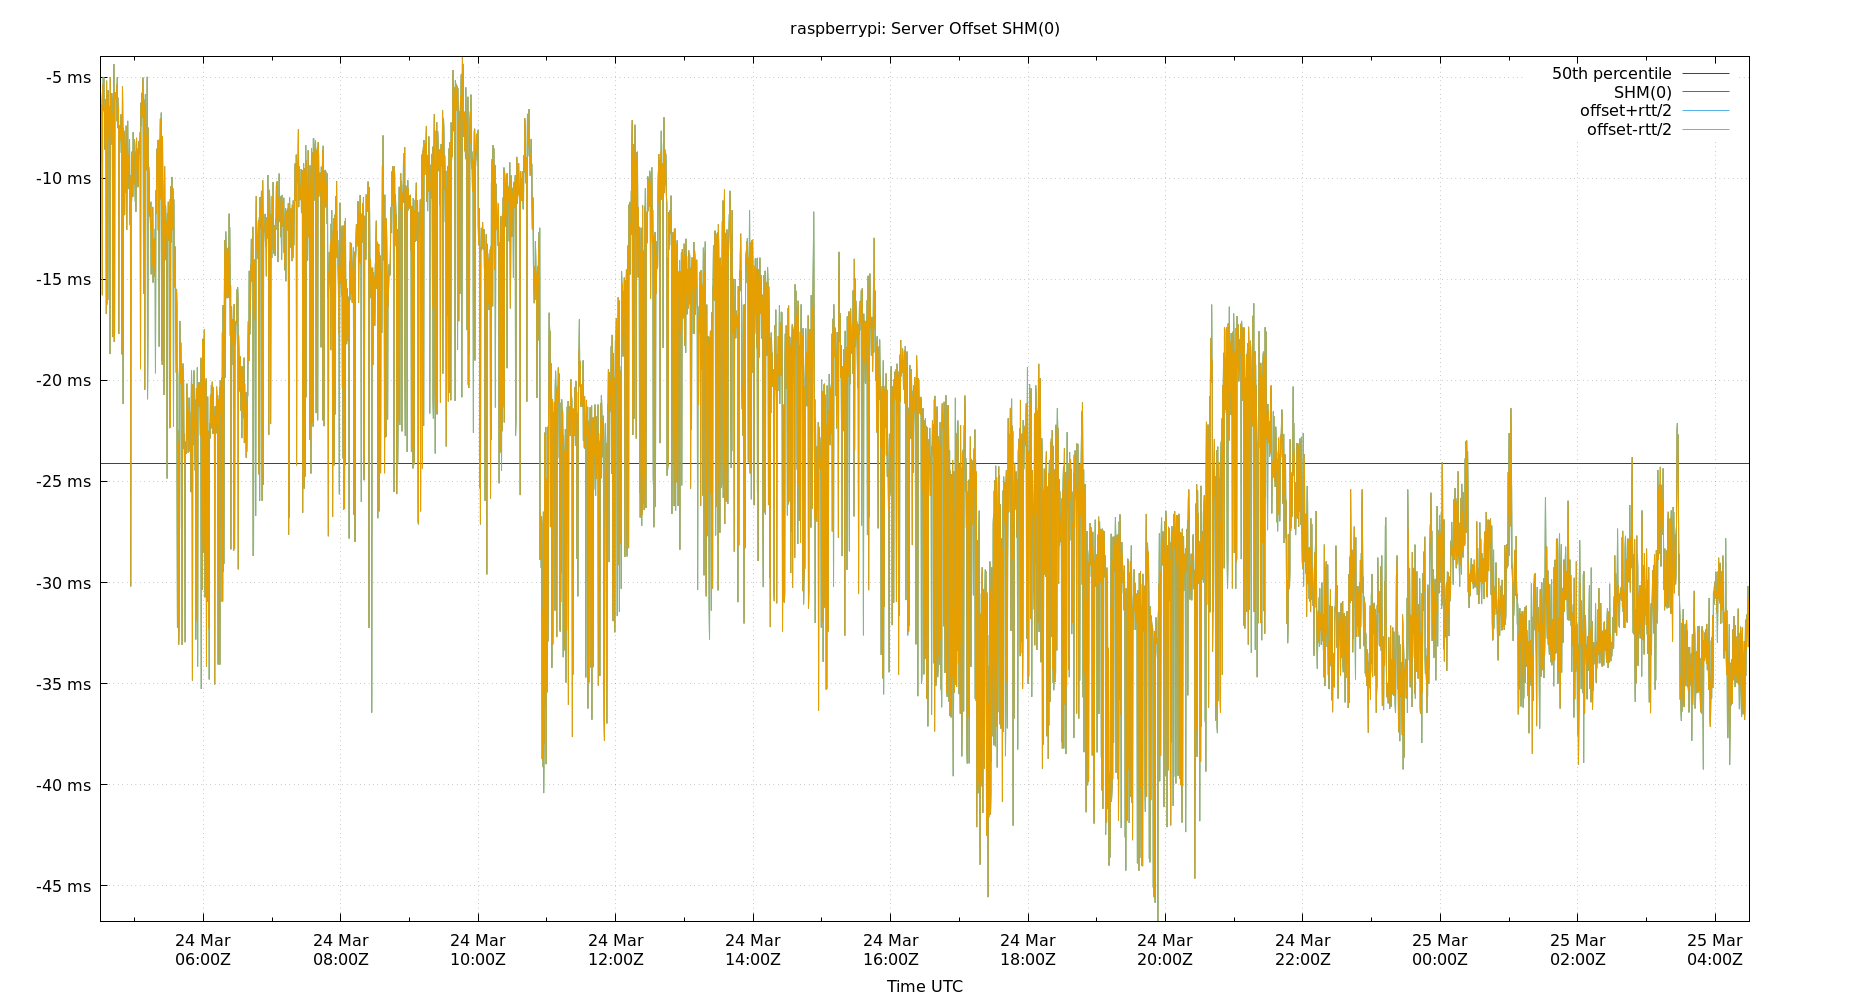 raspberrypi: Server Offset SHM(0)
50th percentile
SHM(0)
offset+rtt/2
offset-rtt/2
-5 ms
-10 ms
-15 ms
-20 ms
-25 ms
-30 ms
-35 ms
-40 ms
-45 ms
24 Mar 24 Mar 24 Mar 24 Mar 24 Mar 24 Mar 24 Mar 24 Mar 24 Mar 25 Mar 25 Mar 25 Mar
06:00Z 08:00Z 10:00Z 12:00Z 14:00Z 16:00Z 18:00Z 20:00Z 22:00Z 00:00Z 02:00Z 04:00Z
Time UTC